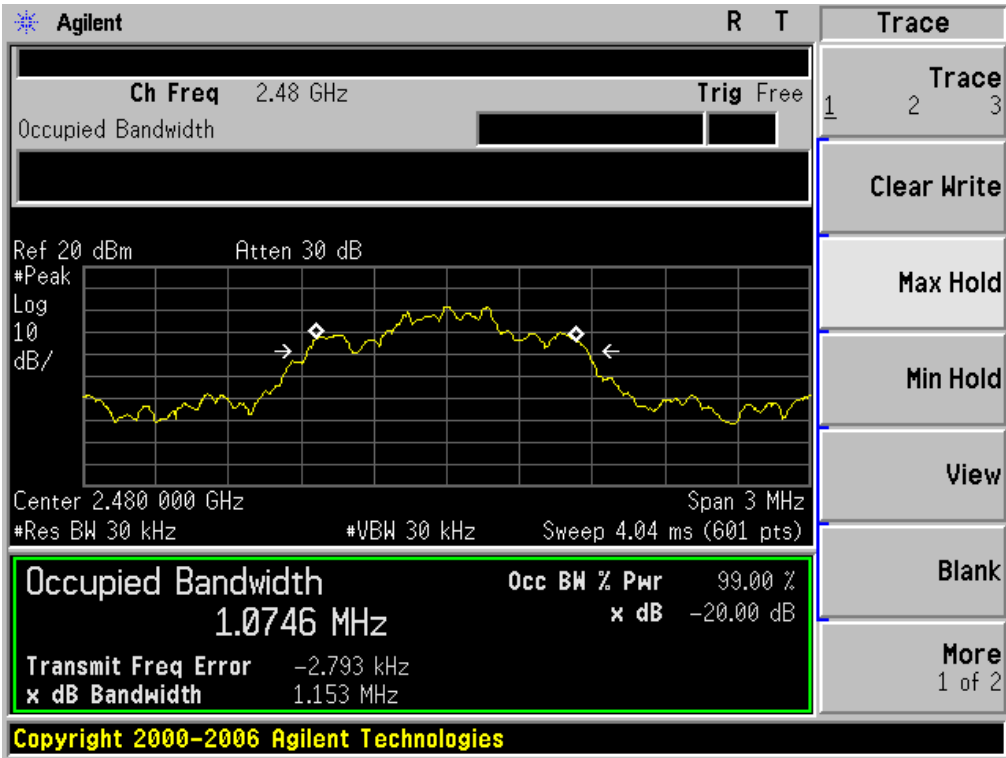 Agilent R T Trace
Ch Freq 2.48 GHz Trig Free
Occupied Bandwidth
Trace
1 2 3
Clear Write
Ref 20 dBm Atten 30 dB
#Peak
Log
10
dB/
Max Hold
Min Hold
View
Center 2.480 000 GHz Span 3 MHz
#Res BW 30 kHz #VBW 30 kHz Sweep 4.04 ms (601 pts)
Occupied Bandwidth
1.0746 MHz
Occ BW % Pwr 99.00 %
x dB -20.00 dB
Transmit Freq Error -2.793 kHz
x dB Bandwidth 1.153 MHz
Blank
More
1 of 2
Copyright 2000-2006 Agilent Technologies